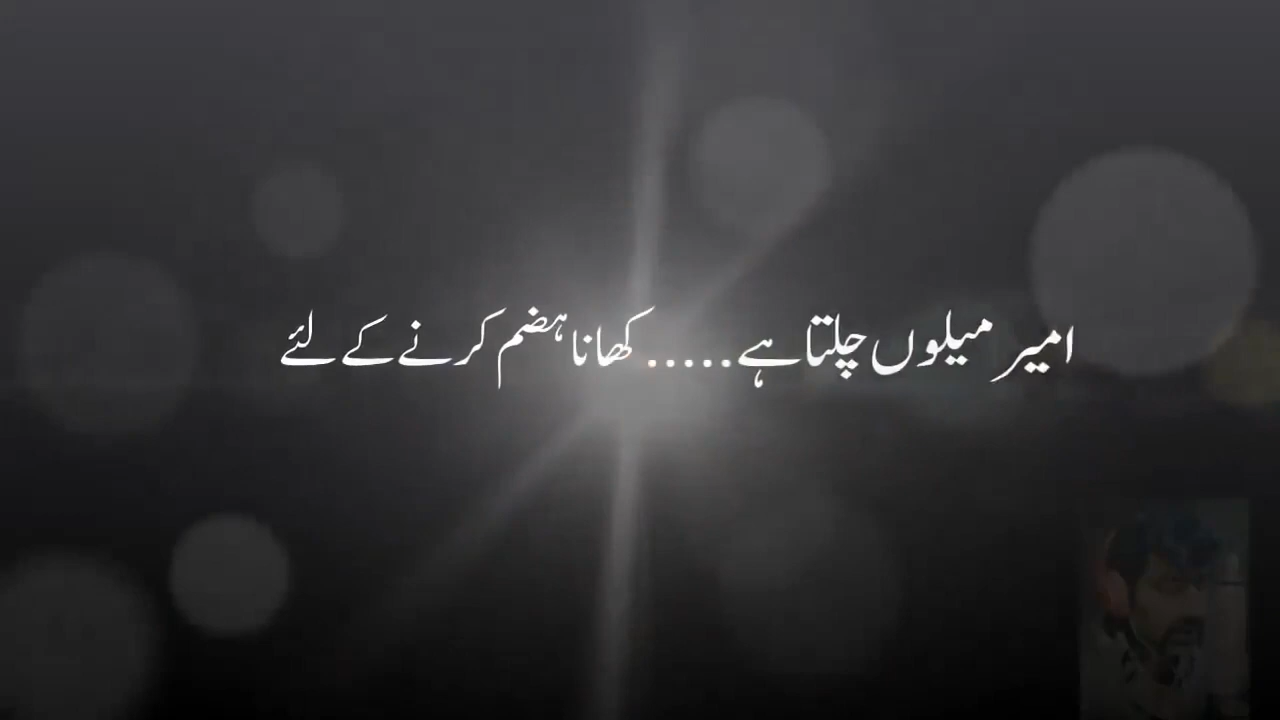 امیر میلوں چلتا ہے ..... کھانا ہضم کرنے کے لئے